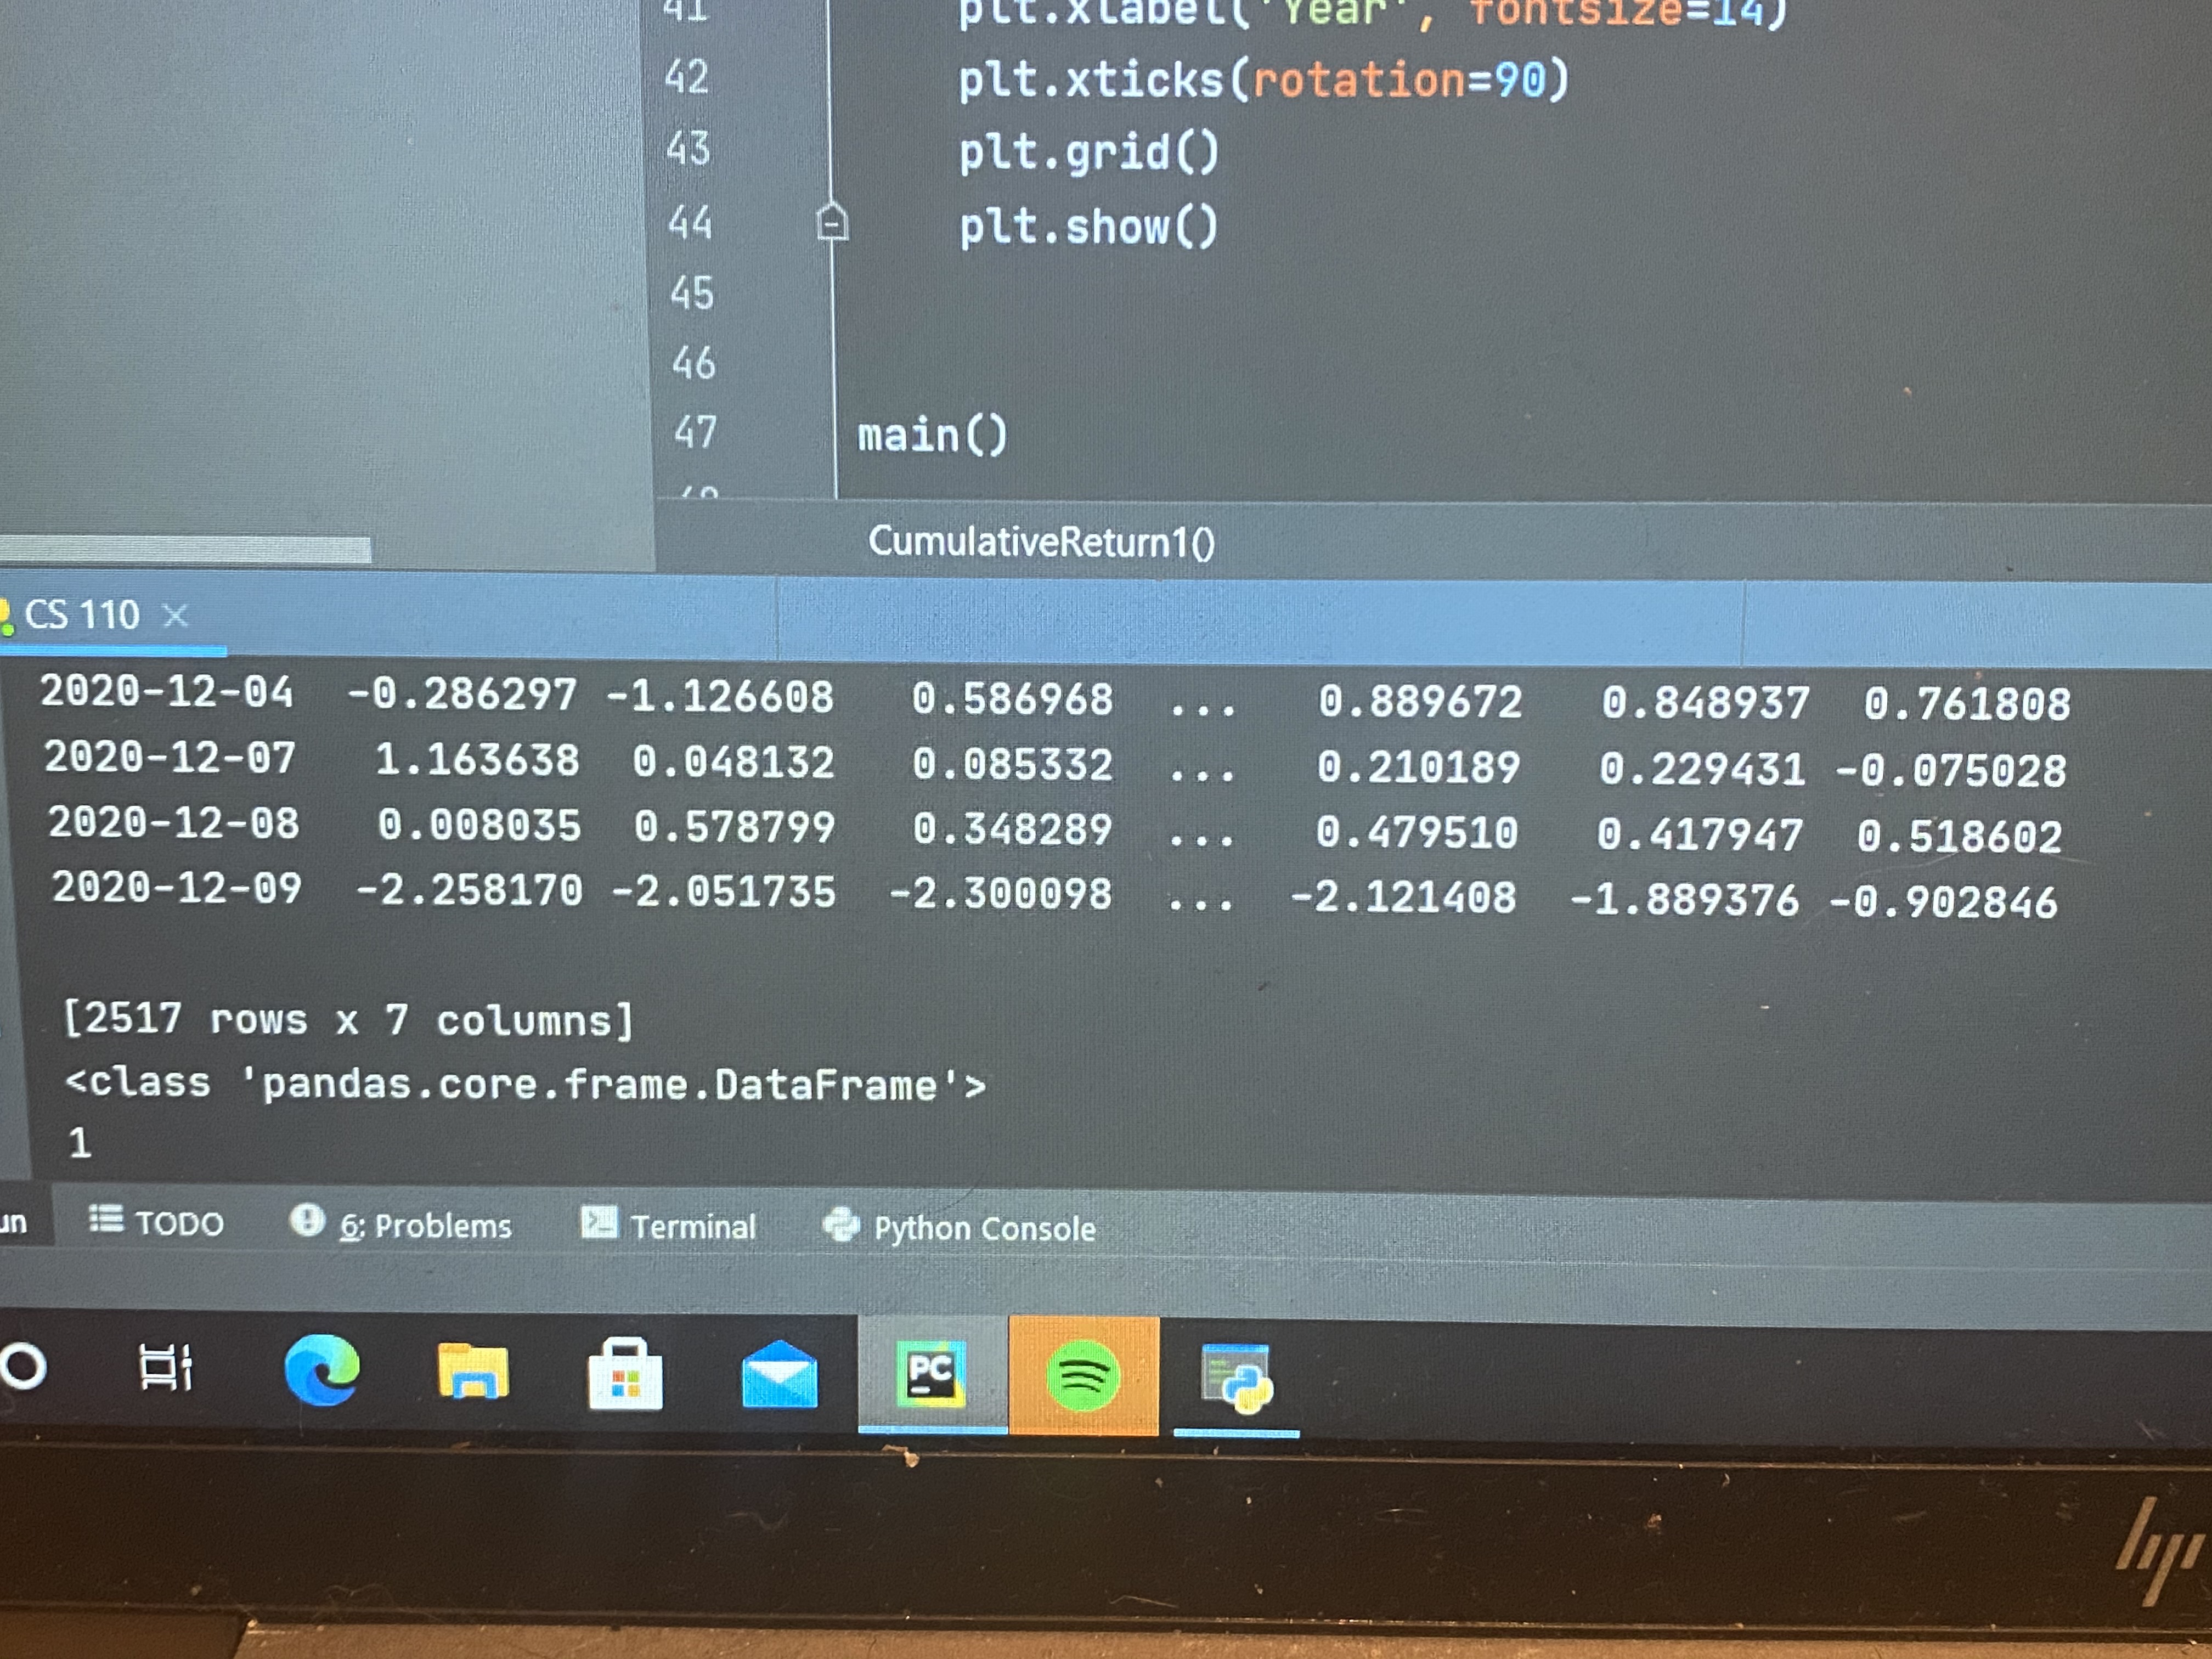 41 plt.xlabel('Year', fontsize=14)
42 plt.xticks(rotation=90)
43 plt.grid()
44 plt.show()
45
46
47 main()
48
CumulativeReturn1()
CS 110 ×
2020-12-04 -0.286297 -1.126608 0.586968 ... 0.889672 0.848937 0.761808
2020-12-07 1.163638 0.048132 0.085332 ... 0.210189 0.229431 -0.075028
2020-12-08 0.008035 0.578799 0.348289 ... 0.479510 0.417947 0.518602
2020-12-09 -2.258170 -2.051735 -2.300098 ... -2.121408 -1.889376 -0.902846
[2517 rows x 7 columns]
<class 'pandas.core.frame.DataFrame'>
1
un TODO 6: Problems Terminal Python Console
PC
hp